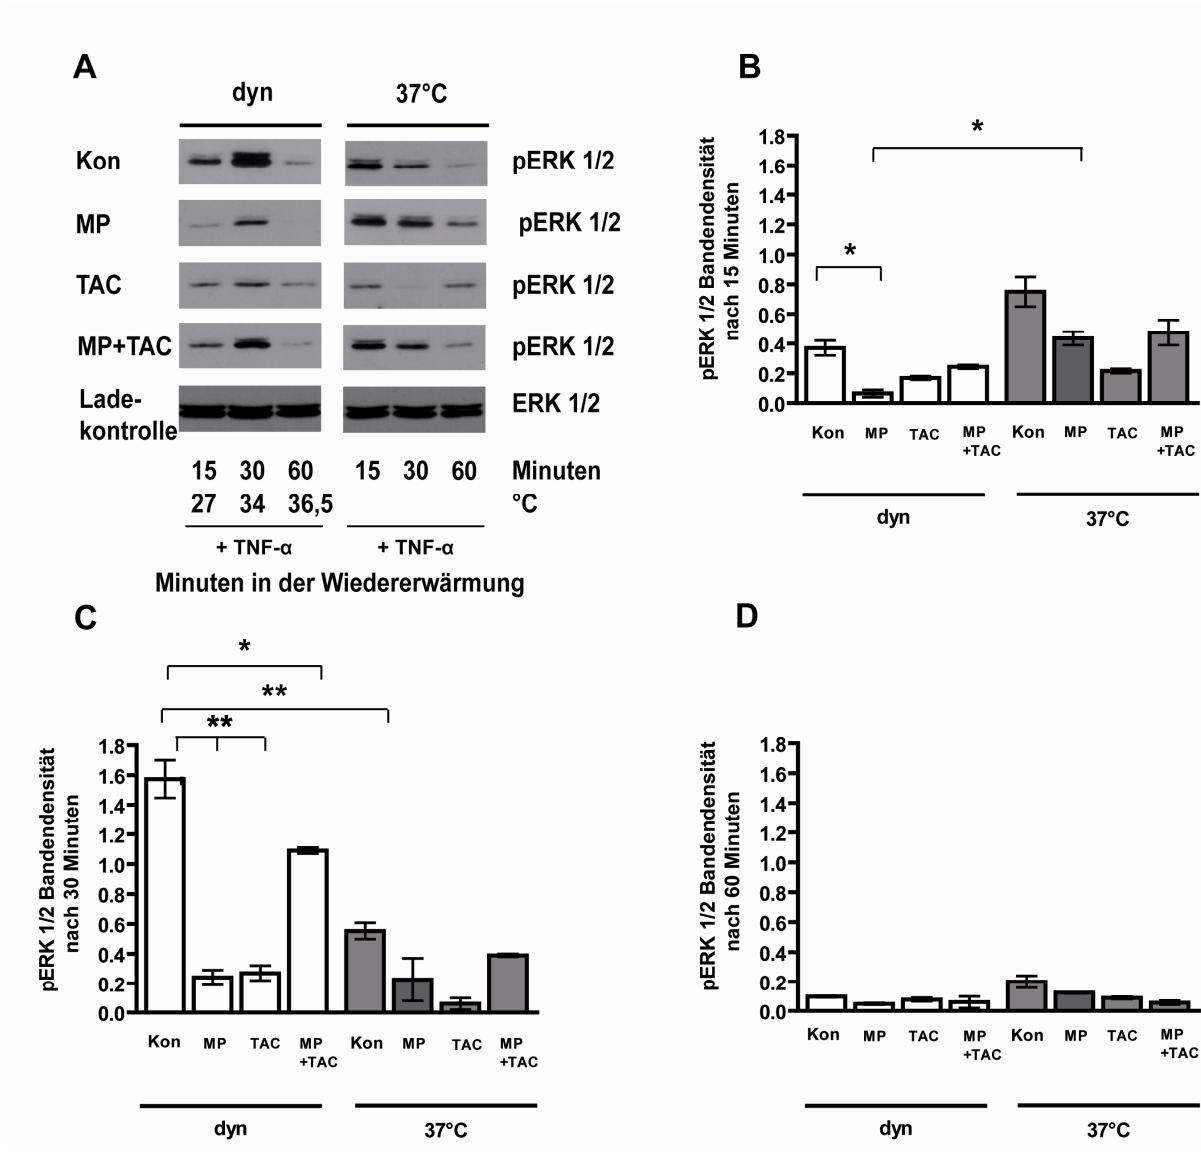 A
dyn 37°C
Kon pERK 1/2
MP pERK 1/2
TAC pERK 1/2
MP+TAC pERK 1/2
Lade-
kontrolle ERK 1/2
15 30 60 15 30 60 Minuten
27 34 36,5 °C
+ TNF-α + TNF-α
Minuten in der Wiedererwärmung
B
*
*
pERK 1/2 Bandendensität
nach 15 Minuten
1.8
1.6
1.4
1.2
1.0
0.8
0.6
0.4
0.2
0.0
Kon MP TAC MP Kon MP TAC MP
+TAC +TAC
dyn 37°C
C
*
**
**
pERK 1/2 Bandendensität
nach 30 Minuten
1.8
1.6
1.4
1.2
1.0
0.8
0.6
0.4
0.2
0.0
Kon MP TAC MP Kon MP TAC MP
+TAC +TAC
dyn 37°C
D
pERK 1/2 Bandendensität
nach 60 Minuten
1.8
1.6
1.4
1.2
1.0
0.8
0.6
0.4
0.2
0.0
Kon MP TAC MP Kon MP TAC MP
+TAC +TAC
dyn 37°C